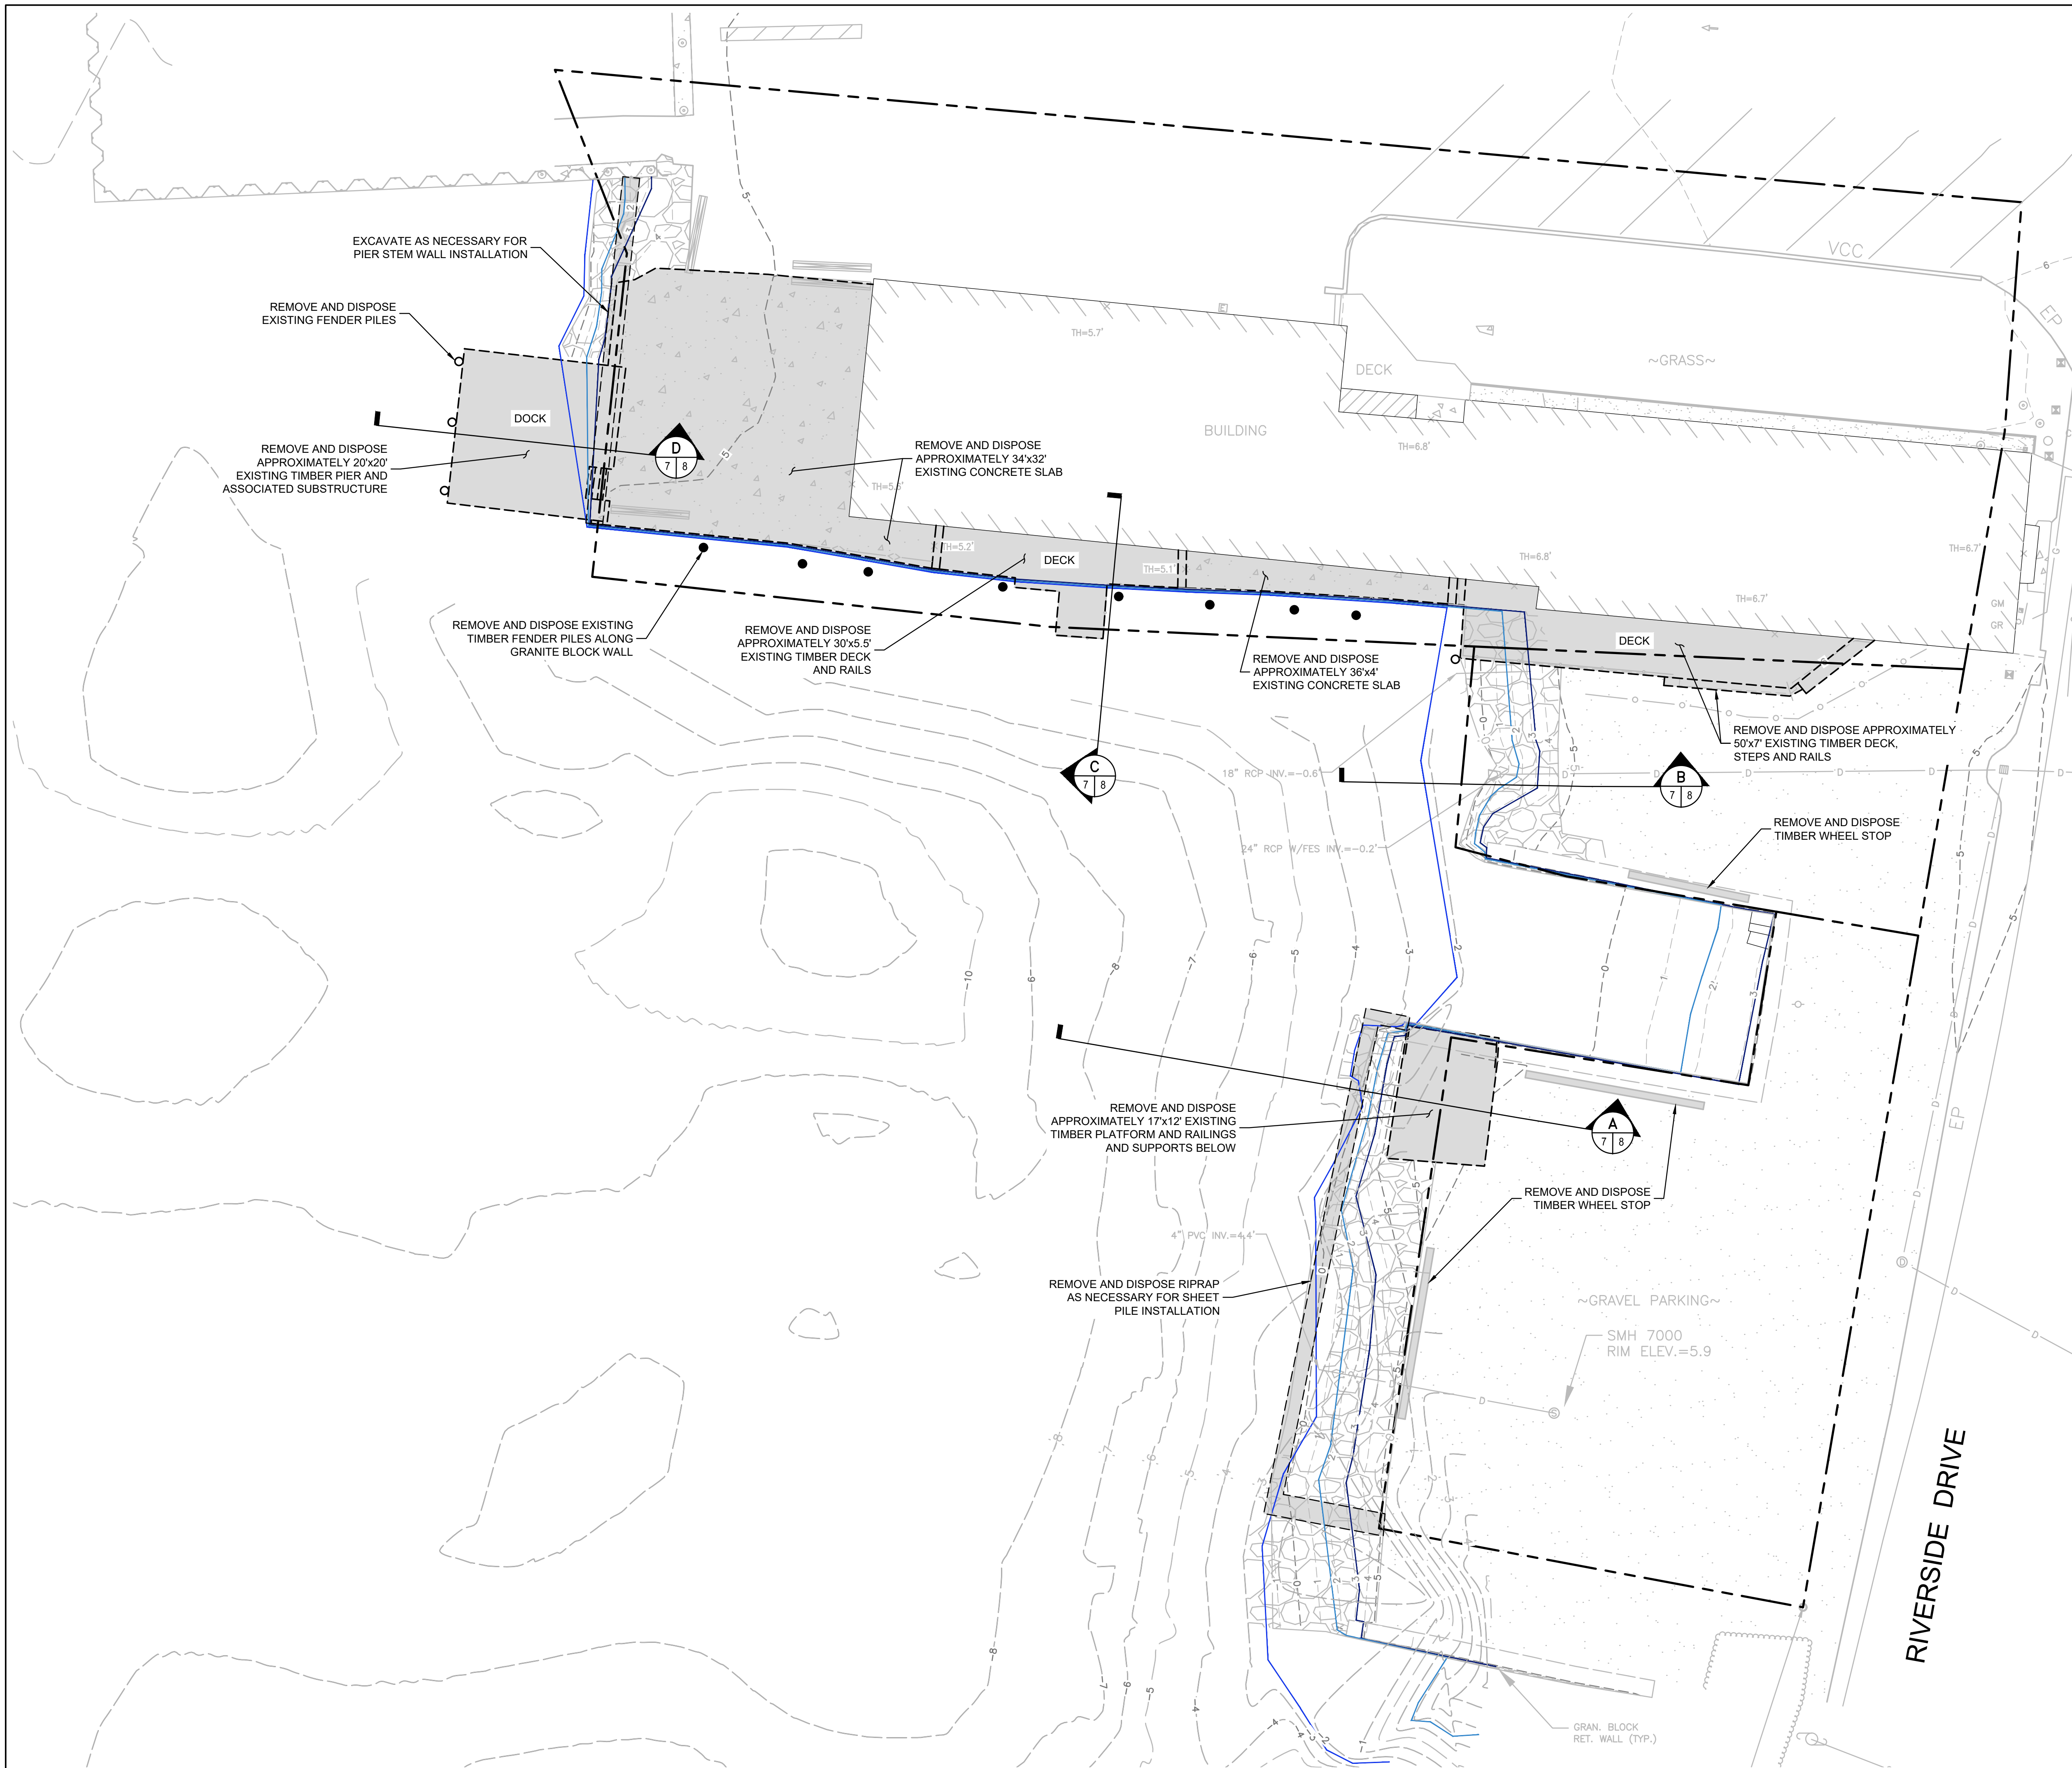 VCC
EP
EXCAVATE AS NECESSARY FOR
PIER STEM WALL INSTALLATION
REMOVE AND DISPOSE
EXISTING FENDER PILES
TH=5.7'
DECK
~GRASS~
DOCK
BUILDING
TH=6.8'
D
7 8
REMOVE AND DISPOSE
APPROXIMATELY 20'x20'
EXISTING TIMBER PIER AND
ASSOCIATED SUBSTRUCTURE
REMOVE AND DISPOSE
APPROXIMATELY 34'x32'
EXISTING CONCRETE SLAB
TH=5.2'
DECK
TH=5.1'
TH=6.8'
TH=6.7'
TH=6.7'
GM
GR
REMOVE AND DISPOSE EXISTING
TIMBER FENDER PILES ALONG
GRANITE BLOCK WALL
REMOVE AND DISPOSE
APPROXIMATELY 30'x5.5'
EXISTING TIMBER DECK
AND RAILS
REMOVE AND DISPOSE
APPROXIMATELY 36'x4'
EXISTING CONCRETE SLAB
DECK
REMOVE AND DISPOSE APPROXIMATELY
50'x7' EXISTING TIMBER DECK,
STEPS AND RAILS
C
7 8
18" RCP INV.=-0.6'
B
7 8
24" RCP W/FES INV.=-0.2'
REMOVE AND DISPOSE
TIMBER WHEEL STOP
REMOVE AND DISPOSE
APPROXIMATELY 17'x12' EXISTING
TIMBER PLATFORM AND RAILINGS
AND SUPPORTS BELOW
A
7 8
EP
REMOVE AND DISPOSE
TIMBER WHEEL STOP
4" PVC INV.=4.4'
REMOVE AND DISPOSE RIPRAP
AS NECESSARY FOR SHEET
PILE INSTALLATION
~GRAVEL PARKING~
SMH 7000
RIM ELEV.=5.9
RIVERSIDE DRIVE
GRAN. BLOCK
RET. WALL (TYP.)